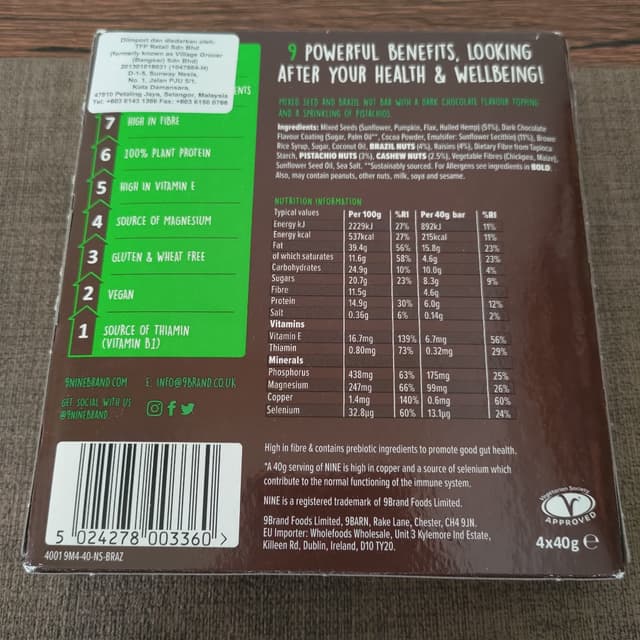 Diimport dan diedarkan oleh:
TFP Retail Sdn Bhd
(formerly known as Village Grocer
(Bangsar) Sdn Bhd)
201301018031 (1047864-H)
D-1-5, Sunway Nexis,
No. 1, Jalan PJU 5/1,
Kota Damansara,
47810 Petaling Jaya, Selangor, Malaysia
Tel: +603 6143 1366 Fax: +603 6150 8766
ENTS
7 HIGH IN FIBRE
6 100% PLANT PROTEIN
5 HIGH IN VITAMIN E
4 SOURCE OF MAGNESIUM
3 GLUTEN & WHEAT FREE
2 VEGAN
1 SOURCE OF THIAMIN
(VITAMIN B1)
9NINEBRAND.COM E. INFO@9BRAND.CO.UK
GET SOCIAL WITH US
@9NINEBRAND
5 024278 003360 >
4001 9M4-40-NS-BRAZ
9 POWERFUL BENEFITS, LOOKING
AFTER YOUR HEALTH & WELLBEING!
MIXED SEED AND BRAZIL NUT BAR WITH A DARK CHOCOLATE FLAVOUR TOPPING
AND A SPRINKLING OF PISTACHIOS.
Ingredients: Mixed Seeds (Sunflower, Pumpkin, Flax, Hulled Hemp) (51%), Dark Chocolate
Flavour Coating (Sugar, Palm Oil**, Cocoa Powder, Emulsifier: Sunflower Lecithin) (11%), Brown
Rice Syrup, Sugar, Coconut Oil, BRAZIL NUTS (4%), Raisins (4%), Dietary Fibre from Tapioca
Starch, PISTACHIO NUTS (3%), CASHEW NUTS (2.5%), Vegetable Fibres (Chickpea, Maize),
Sunflower Seed Oil, Sea Salt. **Sustainably sourced. For Allergens see ingredients in BOLD.
Also, may contain peanuts, other nuts, milk, soya and sesame.
NUTRITION INFORMATION
Typical values Per 100g %RI Per 40g bar %RI
Energy kJ 2229kJ 27% 892kJ 11%
Energy kcal 537kcal 27% 215kcal 11%
Fat 39.4g 56% 15.8g 23%
of which saturates 11.6g 58% 4.6g 23%
Carbohydrates 24.9g 10% 10.0g 4%
Sugars 20.7g 23% 8.3g 9%
Fibre 11.5g 4.6g
Protein 14.9g 30% 6.0g 12%
Salt 0.36g 6% 0.14g 2%
Vitamins
Vitamin E 16.7mg 139% 6.7mg 56%
Thiamin 0.80mg 73% 0.32mg 29%
Minerals
Phosphorus 438mg 63% 175mg 25%
Magnesium 247mg 66% 99mg 26%
Copper 1.4mg 140% 0.6mg 60%
Selenium 32.8µg 60% 13.1µg 24%
High in fibre & contains prebiotic ingredients to promote good gut health.
*A 40g serving of NINE is high in copper and a source of selenium which
contribute to the normal functioning of the immune system.
NINE is a registered trademark of 9Brand Foods Limited.
9Brand Foods Limited, 9BARN, Rake Lane, Chester, CH4 9JN.
EU Importer: Wholefoods Wholesale, Unit 3 Kylemore Ind Estate,
Killeen Rd, Dublin, Ireland, D10 TY20.
Vegetarian Society
APPROVED
4x40g e